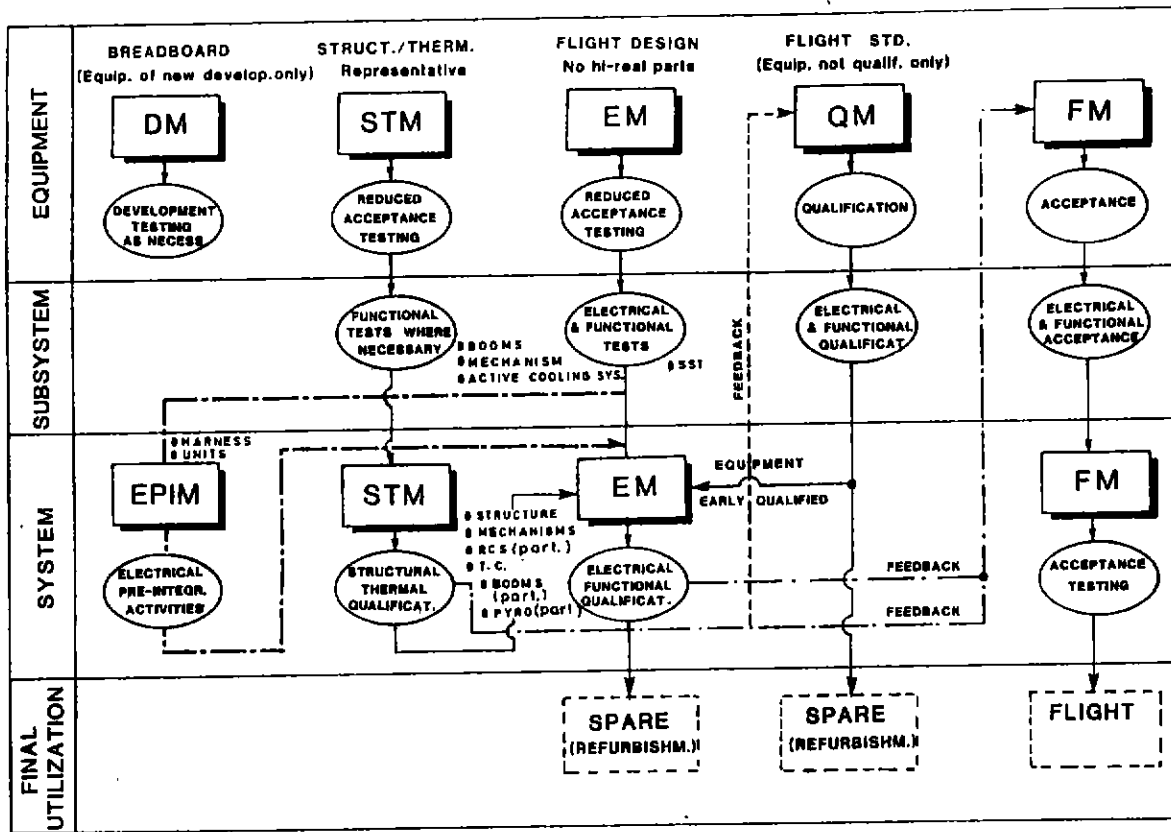 EQUIPMENT
BREADBOARD
(Equip. of new develop.only)
DM
DEVELOPMENT
TESTING
AS NECESS
STRUCT./THERM.
Representative
STM
REDUCED
ACCEPTANCE
TESTING
FLIGHT DESIGN
No hi-real parts
EM
REDUCED
ACCEPTANCE
TESTING
FLIGHT STD.
(Equip. not qualif. only)
QM
QUALIFICATION
FM
ACCEPTANCE
SUBSYSTEM
FUNCTIONAL
TESTS WHERE
NECESSARY
BOOMS
MECHANISM
ACTIVE COOLING SYS.
ELECTRICAL
& FUNCTIONAL
TESTS
SST
FEEDBACK
ELECTRICAL
& FUNCTIONAL
QUALIFICAT.
ELECTRICAL
& FUNCTIONAL
ACCEPTANCE
SYSTEM
HARNESS
UNITS
EPIM
ELECTRICAL
PRE-INTEGR.
ACTIVITIES
STM
STRUCTURAL
THERMAL
QUALIFICAT.
STRUCTURE
MECHANISMS
RCS (part.)
T.C.
BOOMS
(part.)
PYRO (part)
EM
ELECTRICAL
FUNCTIONAL
QUALIFICAT.
EQUIPMENT
EARLY QUALIFIED
FEEDBACK
FEEDBACK
FM
ACCEPTANCE
TESTING
FINAL
UTILIZATION
SPARE
(REFURBISHM.)
SPARE
(REFURBISHM.)
FLIGHT